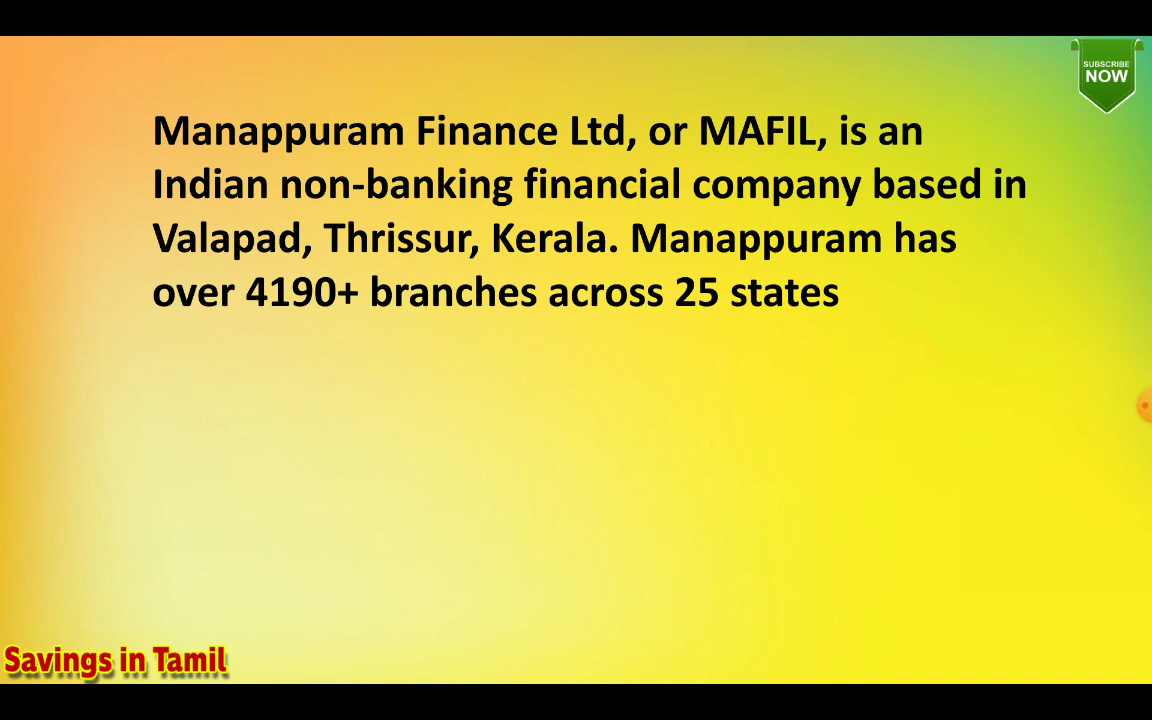 SUBSCRIBE
NOW
Manappuram Finance Ltd, or MAFIL, is an
Indian non-banking financial company based in
Valapad, Thrissur, Kerala. Manappuram has
over 4190+ branches across 25 states
Savings in Tamil